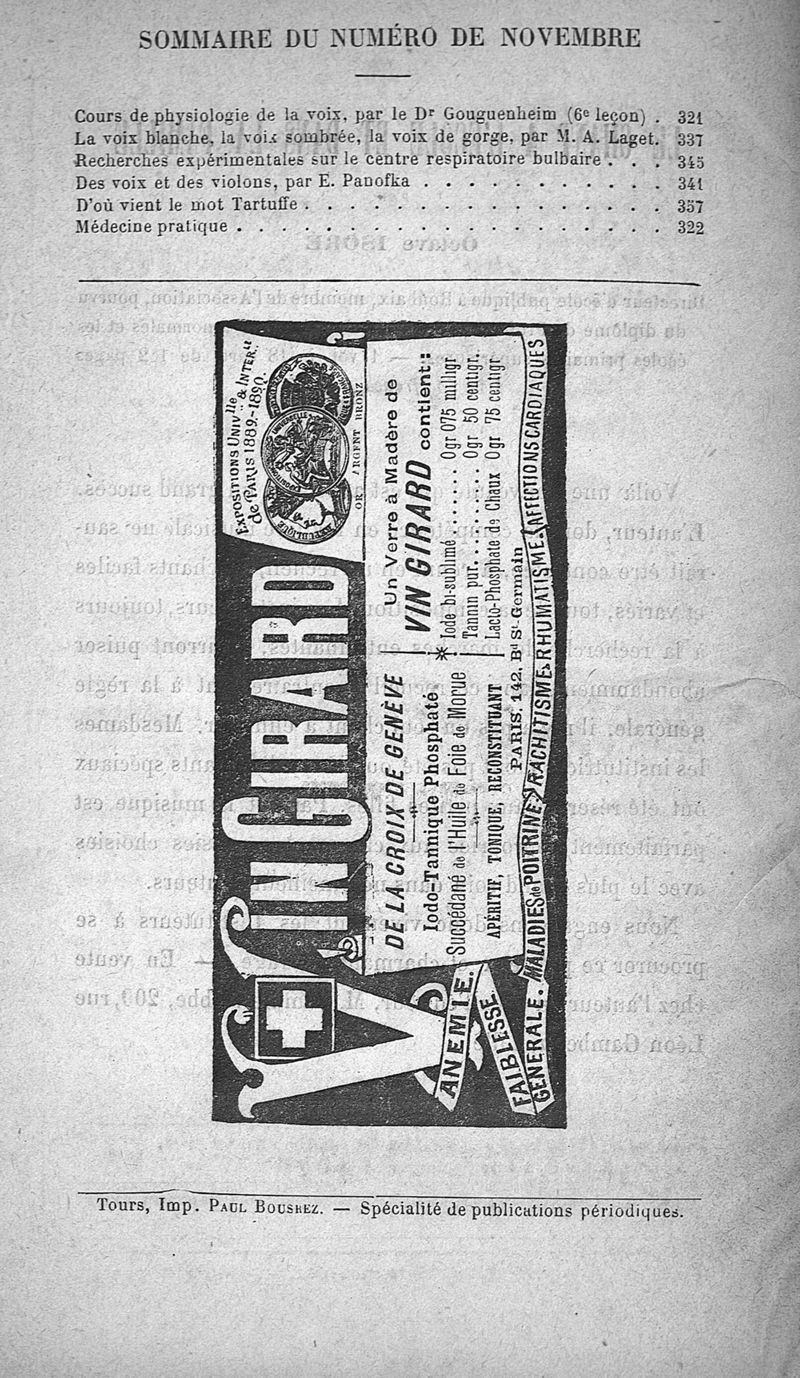 SOMMAIRE DU NUMÉRO DE NOVEMBRE
Cours de physiologie de la voix, par le Dr Gouguenheim (6e leçon) . 321
La voix blanche, la voix sombrée, la voix de gorge, par M. A. Laget. 337
Recherches expérimentales sur le centre respiratoire bulbaire . . . 345
Des voix et des violons, par E. Panofka . . . . . . . . . . . 341
D'où vient le mot Tartuffe . . . . . . . . . . . . . . . . 357
Médecine pratique . . . . . . . . . . . . . . . . . . . 322
VIN GIRARD
EXPOSITIONS UNIVlle & INTER.le
de PARIS 1889-1890.
OR ARGENT BRONZ
DE LA CROIX DE GENÈVE
Iodo-Tannique Phosphaté
Succédané de l'Huile de Foie de Morue
APÉRITIF, TONIQUE, RECONSTITUANT
Un Verre à Madère de
VIN GIRARD contient:
Iode bi-sublimé . . . . . . . 0gr 075 milligr
Tannin pur. . . . . . . . . . 0gr 50 centigr.
Lacto-Phosphate de Chaux 0gr 75 centigr
PARIS 142, Bd St-Germain
ANEMIE.
FAIBLESSE
GENERALE. MALADIES de POITRINE RACHITISME. RHUMATISME. AFFECTIONS CARDIAQUES
Tours, Imp. PAUL BOUSREZ. — Spécialité de publications périodiques.